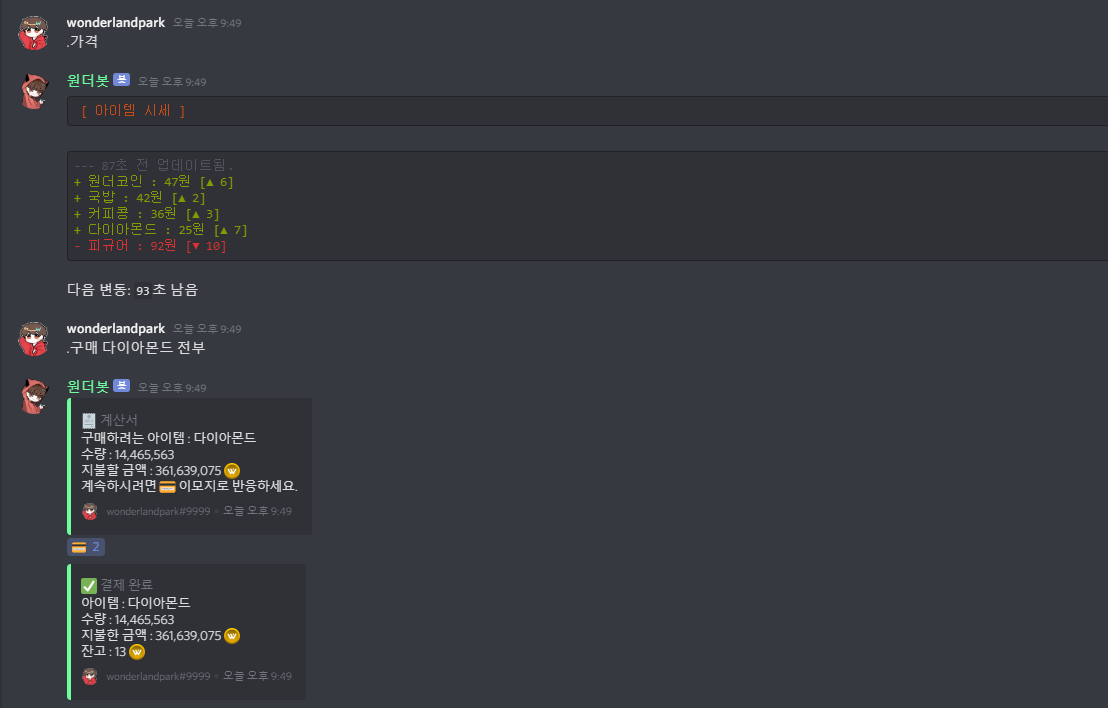 wonderlandpark 오늘 오후 9:49
.가격
원더봇 봇 오늘 오후 9:49
[ 아이템 시세 ]
--- 87초 전 업데이트됨.
+ 원더코인 : 47원 [▲ 6]
+ 국밥 : 42원 [▲ 2]
+ 커피콩 : 36원 [▲ 3]
+ 다이아몬드 : 25원 [▲ 7]
- 피규어 : 92원 [▼ 10]
다음 변동: 93초 남음
wonderlandpark 오늘 오후 9:49
.구매 다이아몬드 전부
원더봇 봇 오늘 오후 9:49
계산서
구매하려는 아이템 : 다이아몬드
수량 : 14,465,563
지불할 금액 : 361,639,075 W
계속하시려면 💳 이모지로 반응하세요.
wonderlandpark#9999 • 오늘 오후 9:49
💳 2
✅ 결제 완료
아이템 : 다이아몬드
수량 : 14,465,563
지불한 금액 : 361,639,075 W
잔고 : 13 W
wonderlandpark#9999 • 오늘 오후 9:49